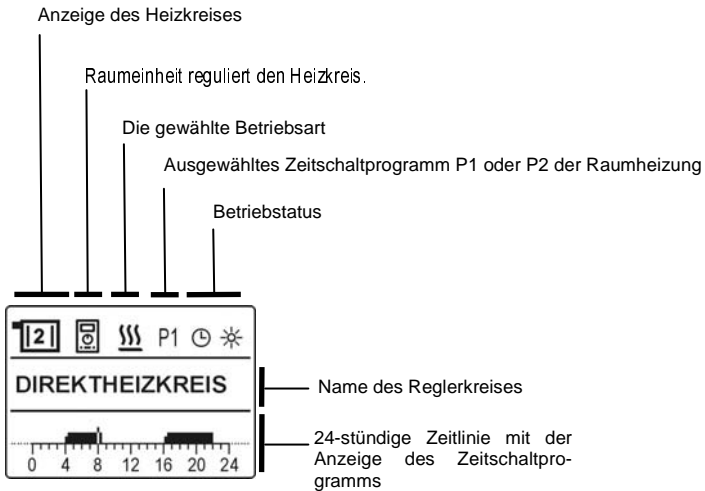 Anzeige des Heizkreises
Raumeinheit reguliert den Heizkreis.
Die gewählte Betriebsart
Ausgewähltes Zeitschaltprogramm P1 oder P2 der Raumheizung
Betriebstatus
2 P1
DIREKTHEIZKREIS
Name des Reglerkreises
24-stündige Zeitlinie mit der
Anzeige des Zeitschaltpro-
gramms
0 4 8 12 16 20 24